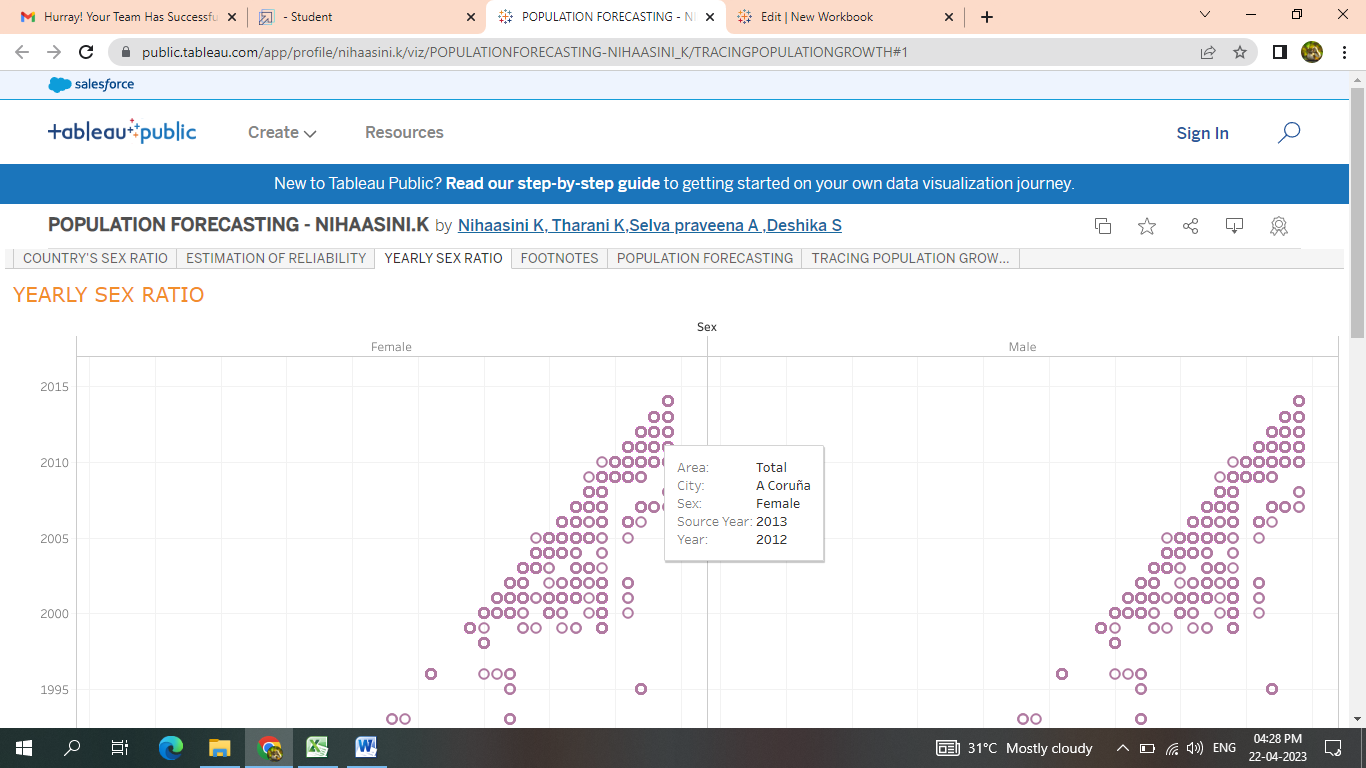 Hurray! Your Team Has Successfu
- Student
POPULATION FORECASTING - NI
Edit | New Workbook
public.tableau.com/app/profile/nihaasini.k/viz/POPULATIONFORECASTING-NIHAASINI_K/TRACINGPOPULATIONGROWTH#1
salesforce
tableau public
Create
Resources
Sign In
New to Tableau Public? Read our step-by-step guide to getting started on your own data visualization journey.
POPULATION FORECASTING - NIHAASINI.K by Nihaasini K, Tharani K,Selva praveena A ,Deshika S
COUNTRY'S SEX RATIO
ESTIMATION OF RELIABILITY
YEARLY SEX RATIO
FOOTNOTES
POPULATION FORECASTING
TRACING POPULATION GROW...
YEARLY SEX RATIO
Sex
Female
Male
2015
2010
2005
2000
1995
Area: Total
City: A Coruña
Sex: Female
Source Year: 2013
Year: 2012
31°C Mostly cloudy
ENG
04:28 PM
22-04-2023